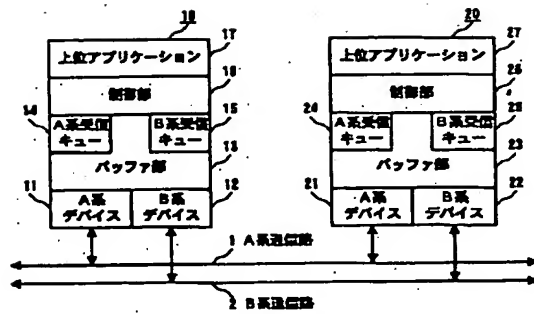 10
20
上位アプリケーション
17
上位アプリケーション
27
制御部
16
制御部
26
14
A系受信
キュー
B系受信
キュー
15
24
A系受信
キュー
B系受信
キュー
25
バッファ部
13
バッファ部
23
11
A系
デバイス
B系
デバイス
12
21
A系
デバイス
B系
デバイス
22
1 A系通信路
2 B系通信路